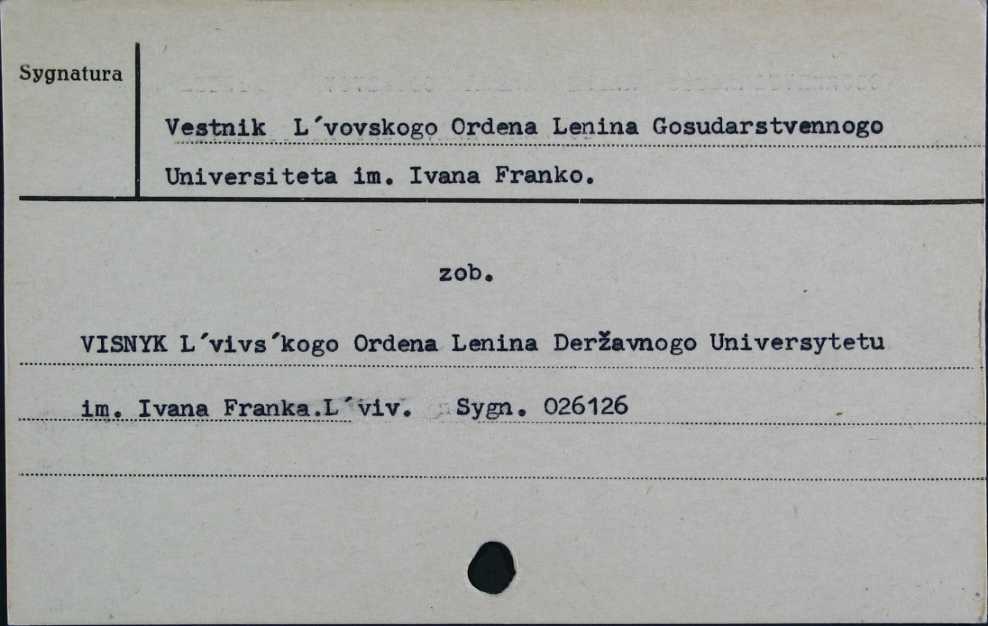 Sygnatura
Vestnik L´vovskogo Ordena Lenina Gosudarstvennogo
Universiteta im. Ivana Franko.
zob.
VISNYK L´vivs´kogo Ordena Lenina Deržavnogo Universytetu
im. Ivana Franka.L´viv. Sygn. 026126